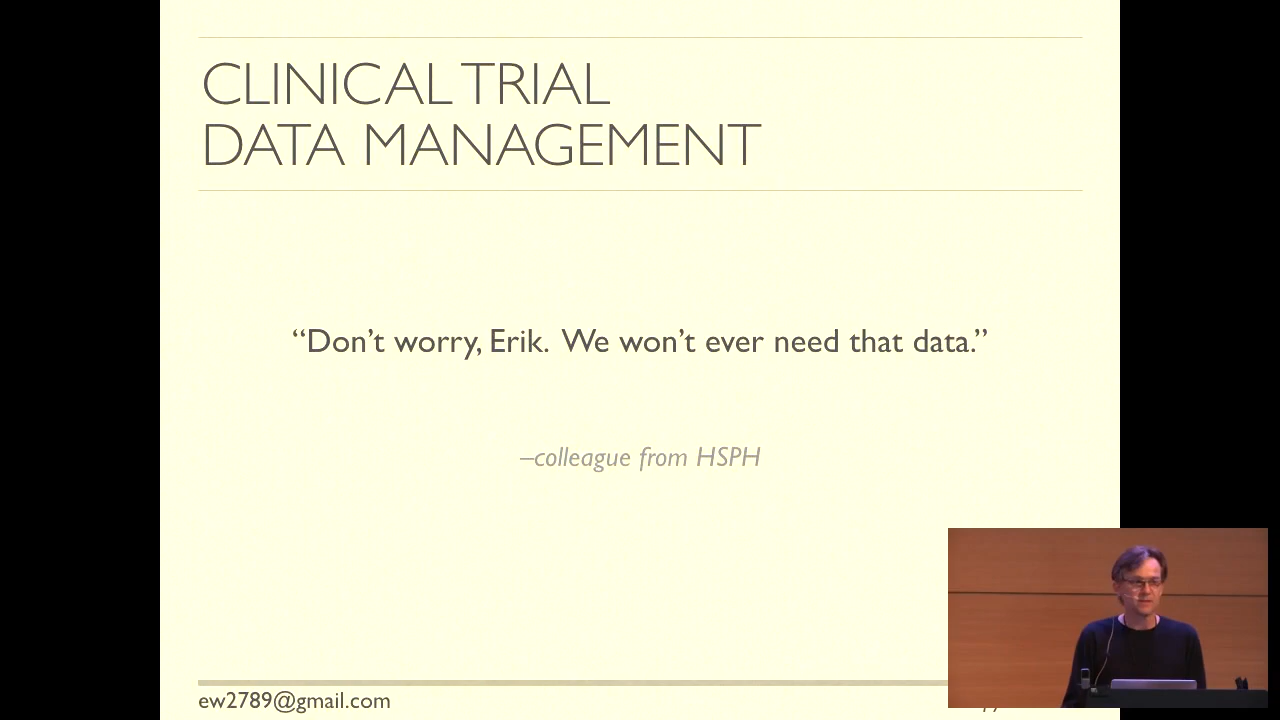 CLINICAL TRIAL
DATA MANAGEMENT
“Don’t worry, Erik.  We won’t ever need that data.”
–colleague from HSPH
ew2789@gmail.com